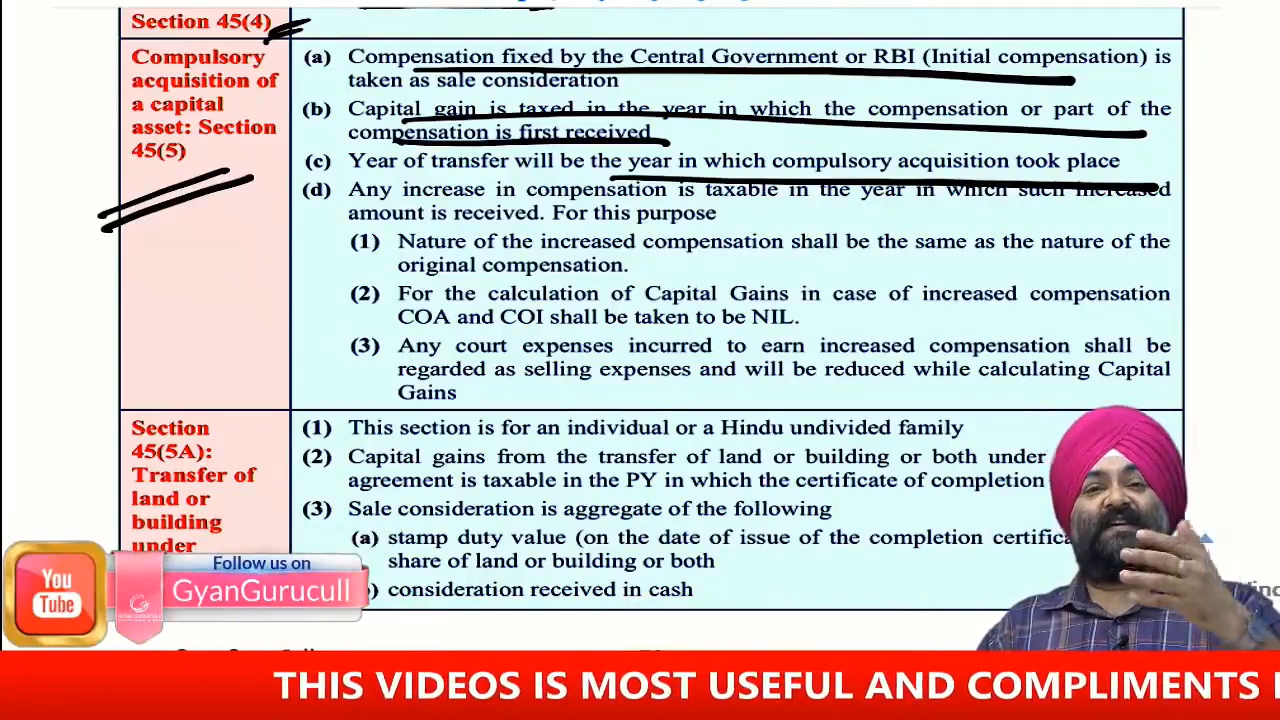 Section 45(4)
Compulsory
acquisition of
a capital
asset: Section
45(5)
(a) Compensation fixed by the Central Government or RBI (Initial compensation) is
taken as sale consideration
(b) Capital gain is taxed in the year in which the compensation or part of the
compensation is first received
(c) Year of transfer will be the year in which compulsory acquisition took place
(d) Any increase in compensation is taxable in the year in which such increased
amount is received. For this purpose
(1) Nature of the increased compensation shall be the same as the nature of the
original compensation.
(2) For the calculation of Capital Gains in case of increased compensation
COA and COI shall be taken to be NIL.
(3) Any court expenses incurred to earn increased compensation shall be
regarded as selling expenses and will be reduced while calculating Capital
Gains
Section
45(5A):
Transfer of
land or
building
under
(1) This section is for an individual or a Hindu undivided family
(2) Capital gains from the transfer of land or building or both under
agreement is taxable in the PY in which the certificate of completion
(3) Sale consideration is aggregate of the following
(a) stamp duty value (on the date of issue of the completion
share of land or building or both
) consideration received in cash
You
Tube
Follow us on
GyanGurucull
THIS VIDEOS IS MOST USEFUL AND COMPLIMENTS